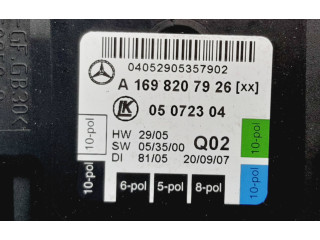 04052905357902
A 169 820 79 26 [xx]
LK 05 0723 04
HW 29/05 Q02
SW 05/35/00
DI 81/05 20/09/07
10-pol
10-pol
6-pol 5-pol 8-pol
10-pol
10-pol